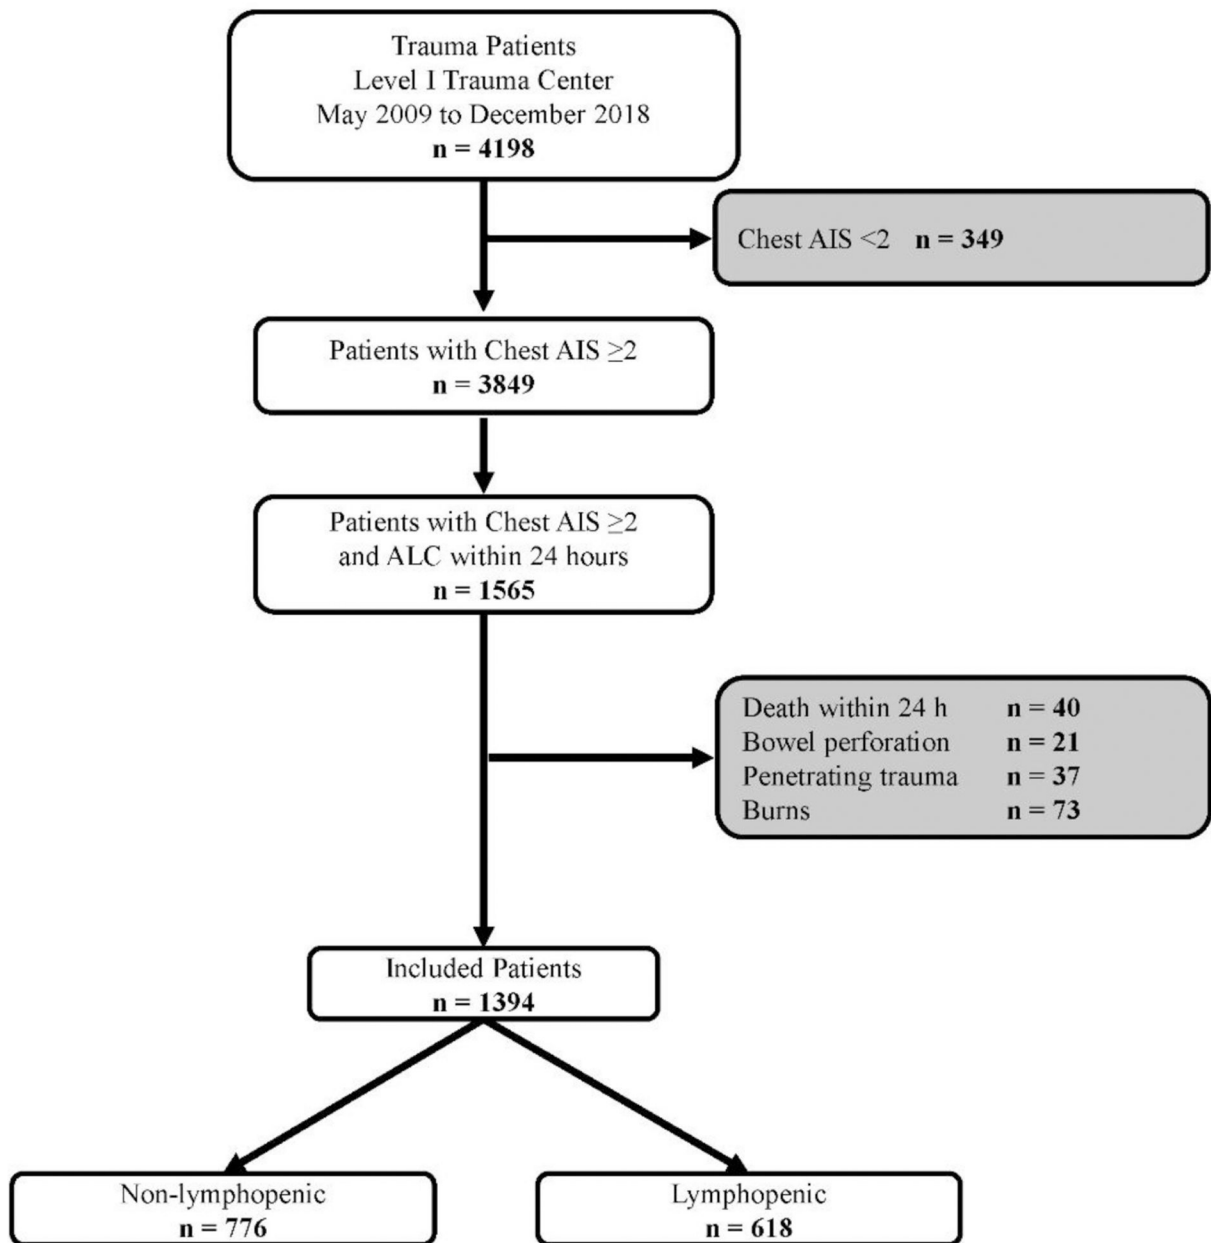 Trauma Patients
Level I Trauma Center
May 2009 to December 2018
n = 4198
Chest AIS <2 n = 349
Patients with Chest AIS ≥2
n = 3849
Patients with Chest AIS ≥2
and ALC within 24 hours
n = 1565
Death within 24 h n = 40
Bowel perforation n = 21
Penetrating trauma n = 37
Burns n = 73
Included Patients
n = 1394
Non-lymphopenic
n = 776
Lymphopenic
n = 618